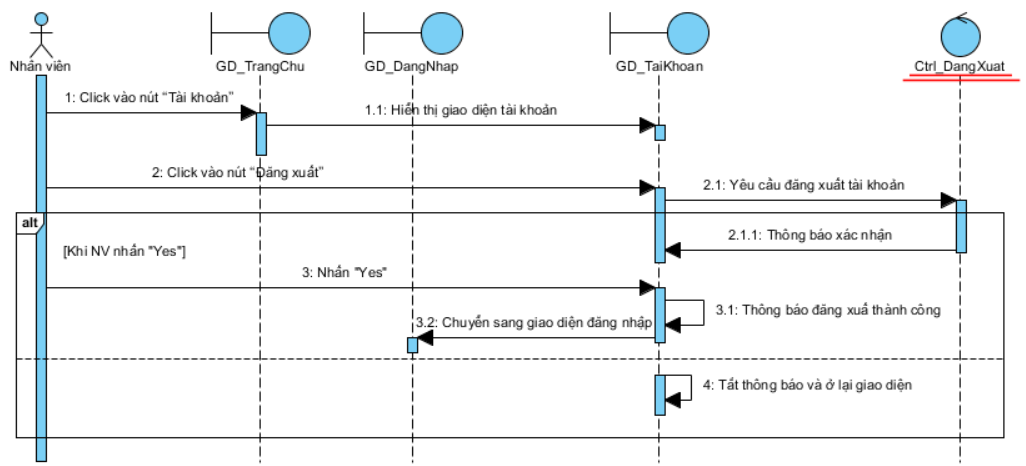 Nhân viên
GD_TrangChu
GD_DangNhap
GD_TaiKhoan
Ctrl_DangXuat
1: Click vào nút “Tài khoản”
1.1: Hiển thị giao diện tài khoản
2: Click vào nút “Đăng xuất”
2.1: Yêu cầu đăng xuất tài khoản
alt
2.1.1: Thông báo xác nhận
[Khi NV nhấn "Yes"]
3: Nhấn "Yes"
3.1: Thông báo đăng xuấ thành công
3.2: Chuyển sang giao diện đăng nhập
4: Tắt thông báo và ở lại giao diện